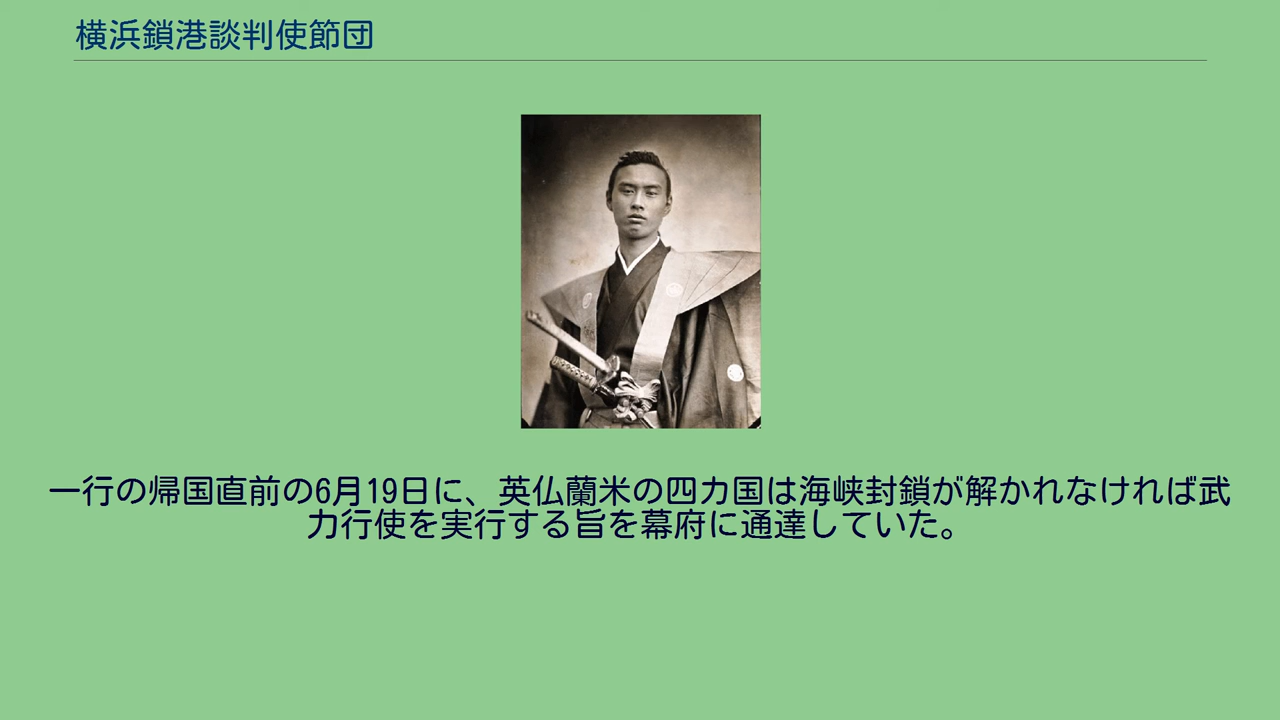 横浜鎖港談判使節団
一行の帰国直前の6月19日に、英仏蘭米の四カ国は海峡封鎖が解かれなければ武
力行使を実行する旨を幕府に通達していた。